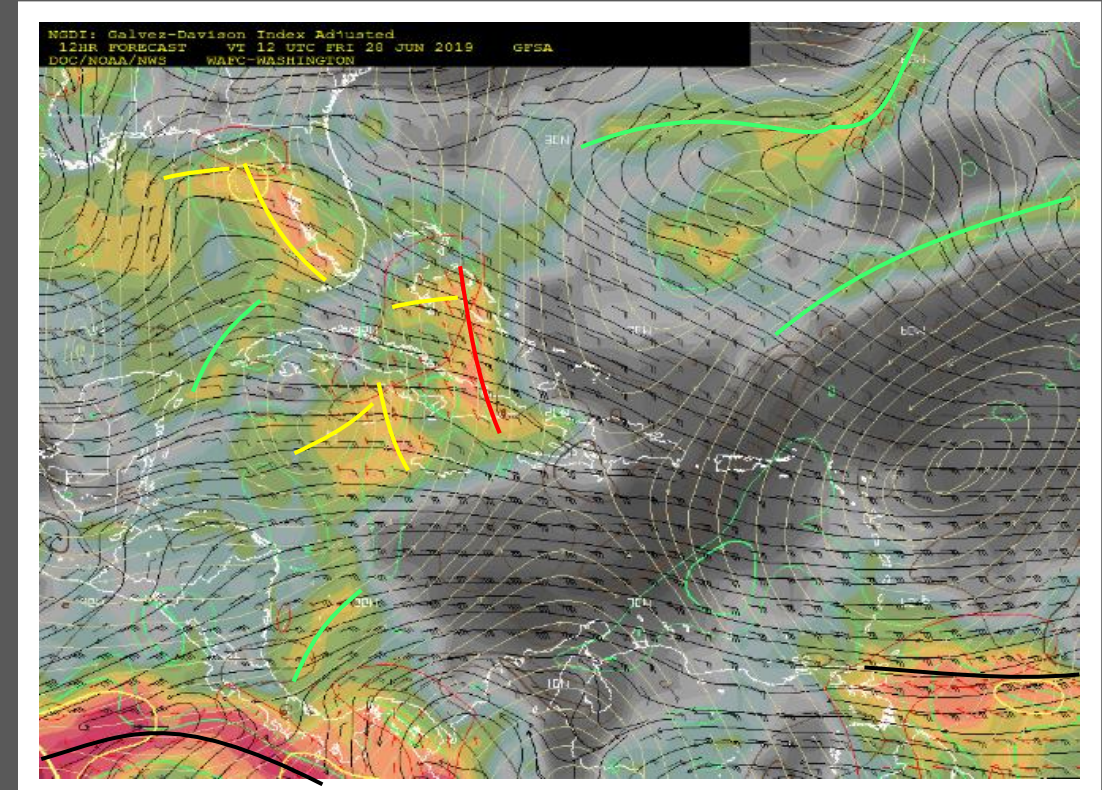 NGDI: Galvez-Davison Index Adjusted
12HR FORECAST VT 12 UTC FRI 28 JUN 2019 GFSA
DOC/NOAA/NWS WAFC-WASHINGTON